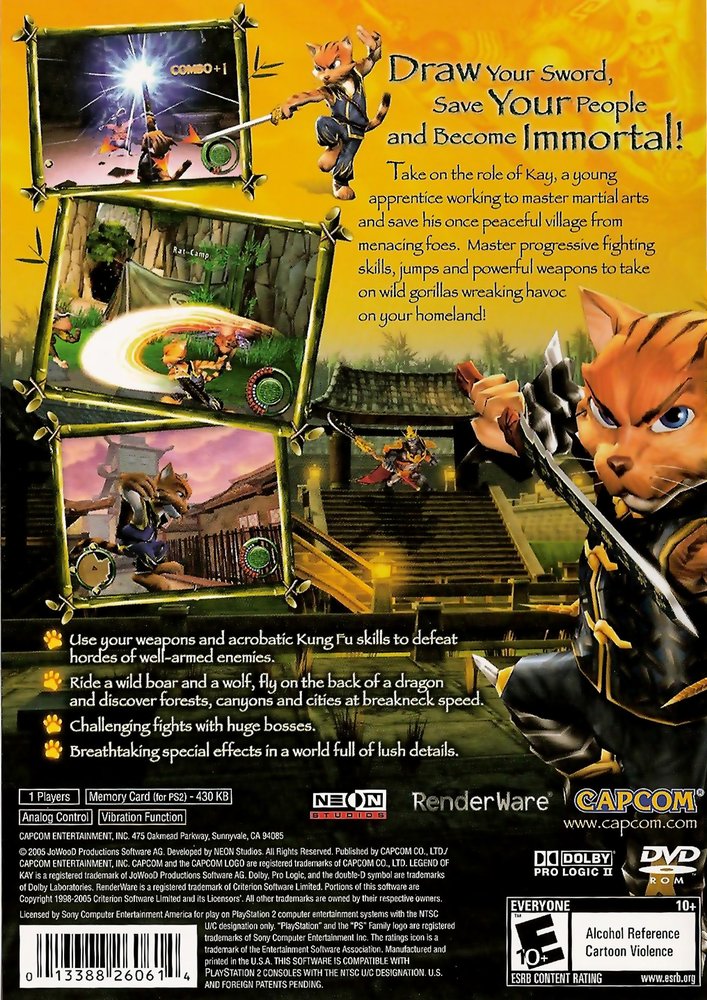 COMBO +1
Draw Your Sword,
Save Your People
and Become Immortal!
Take on the role of Kay, a young
apprentice working to master martial arts
and save his once peaceful village from
menacing foes. Master progressive fighting
skills, jumps and powerful weapons to take
on wild gorillas wreaking havoc
on your homeland!
Rat-Camp
Use your weapons and acrobatic Kung Fu skills to defeat
hordes of well-armed enemies.
Ride a wild boar and a wolf, fly on the back of a dragon
and discover forests, canyons and cities at breakneck speed.
Challenging fights with huge bosses.
Breathtaking special effects in a world full of lush details.
1 Players
Memory Card (for PS2) - 430 KB
Analog Control
Vibration Function
NEON
STUDIOS
RenderWare®
CAPCOM®
www.capcom.com
CAPCOM ENTERTAINMENT, INC. 475 Oakmead Parkway, Sunnyvale, CA 94085
© 2005 JoWooD Productions Software AG. Developed by NEON Studios. All Rights Reserved. Published by CAPCOM CO., LTD./
CAPCOM ENTERTAINMENT, INC. CAPCOM and the CAPCOM LOGO are registered trademarks of CAPCOM CO., LTD. LEGEND OF
KAY is a registered trademark of JoWooD Productions Software AG. Dolby, Pro Logic, and the double-D symbol are trademarks
of Dolby Laboratories. RenderWare is a registered trademark of Criterion Software Limited. Portions of this software are
Copyright 1998-2005 Criterion Software Limited and its Licensors'. All other trademarks are owned by their respective owners.
Licensed by Sony Computer Entertainment America for play on PlayStation 2 computer entertainment systems with the NTSC
U/C designation only. "PlayStation" and the "PS" Family logo are registered
trademarks of Sony Computer Entertainment Inc. The ratings icon is a
trademark of the Entertainment Software Association. Manufactured and
printed in the U.S.A. THIS SOFTWARE IS COMPATIBLE WITH
PLAYSTATION 2 CONSOLES WITH THE NTSC U/C DESIGNATION. U.S.
AND FOREIGN PATENTS PENDING.
DOLBY
PRO LOGIC II
DVD
ROM
0 13388 26061 4
EVERYONE 10+
E
10+
Alcohol Reference
Cartoon Violence
ESRB CONTENT RATING www.esrb.org